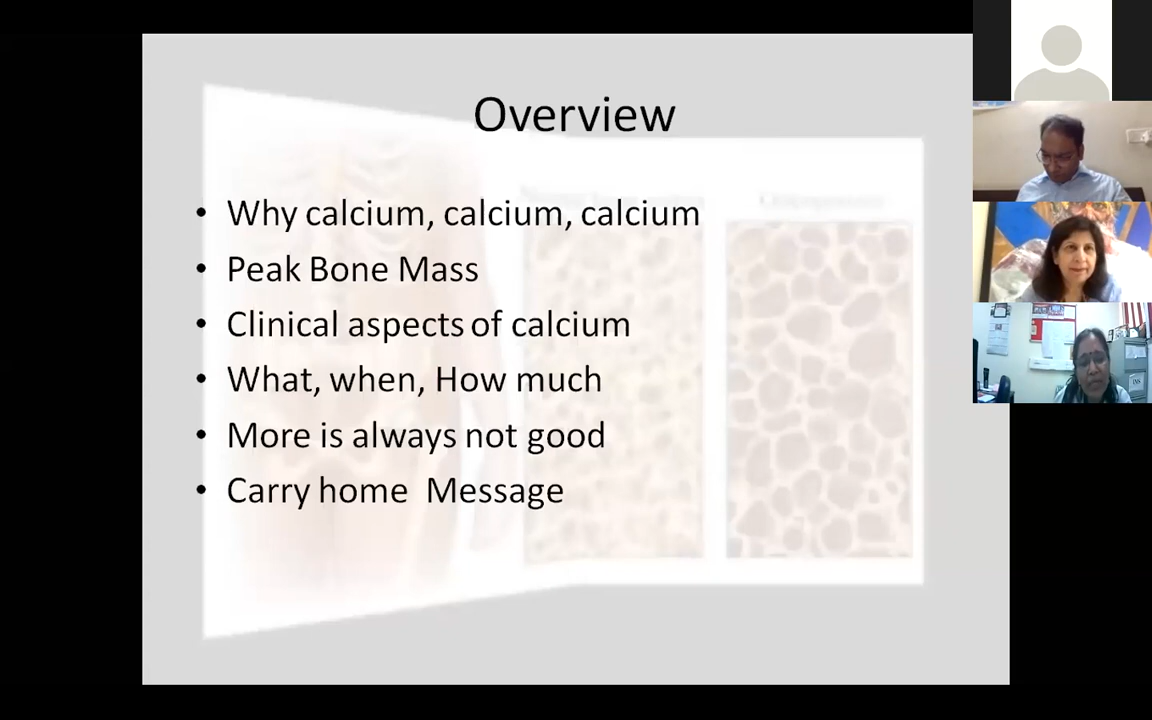 Overview
• Why calcium, calcium, calcium
• Peak Bone Mass
• Clinical aspects of calcium
• What, when, How much
• More is always not good
• Carry home  Message